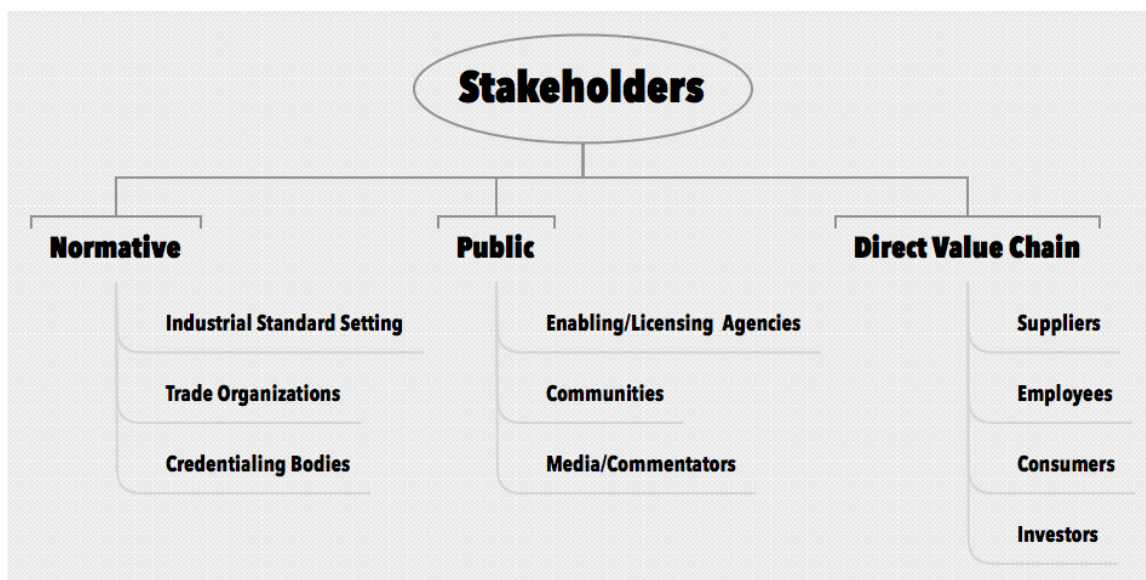 Stakeholders
Normative
Industrial Standard Setting
Trade Organizations
Credentialing Bodies
Public
Enabling/Licensing Agencies
Communities
Media/Commentators
Direct Value Chain
Suppliers
Employees
Consumers
Investors